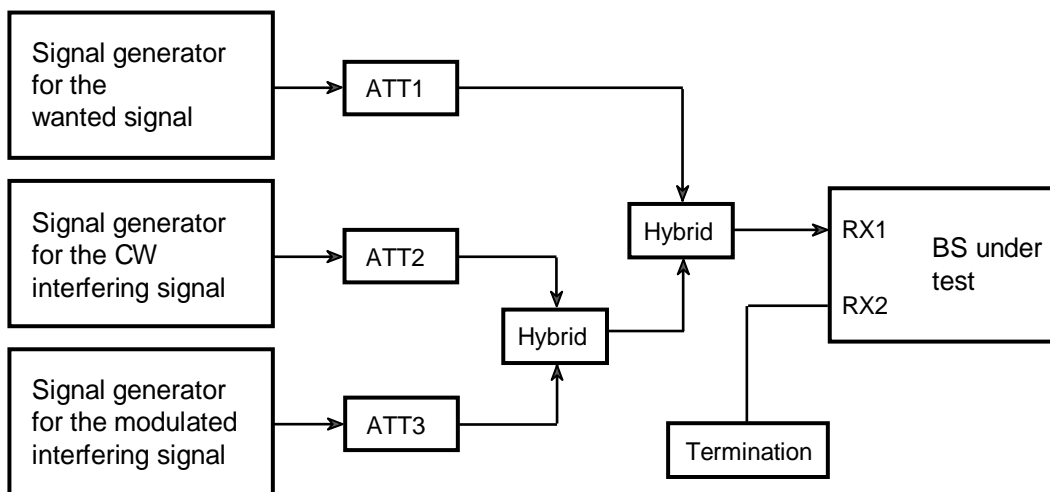 Signal generator
for the
wanted signal
ATT1
Signal generator
for the CW
interfering signal
ATT2
Hybrid
Hybrid
RX1
RX2
BS under
test
Signal generator
for the modulated
interfering signal
ATT3
Termination